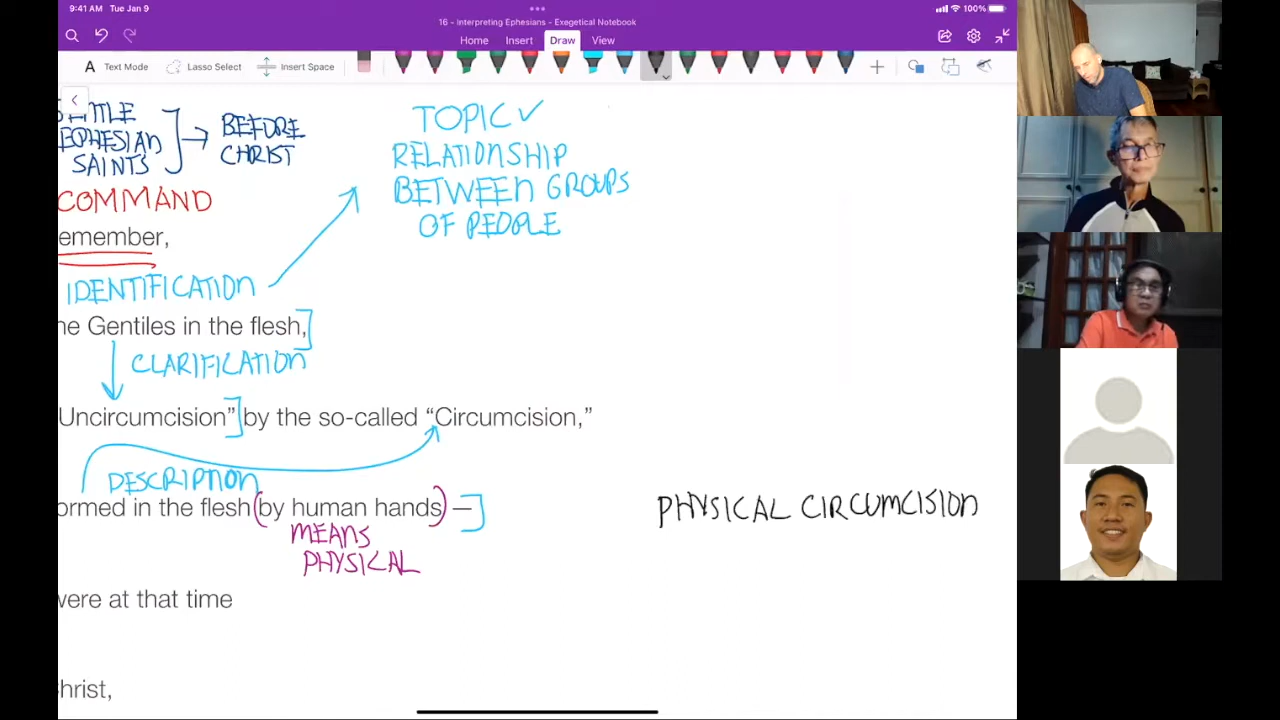 9:41 AM Tue Jan 9
100%
16 - Interpreting Ephesians - Exegetical Notebook
Home Insert Draw View
A Text Mode Lasso Select Insert Space
EPHESIAN
SAINTS
BEFORE
CHRIST
TOPIC ✓
RELATIONSHIP
BETWEEN GROUPS
OF PEOPLE
COMMAND
emember,
IDENTIFICATION
he Gentiles in the flesh,
CLARIFICATION
Uncircumcision” by the so-called “Circumcision,”
DESCRIPTION
ormed in the flesh (by human hands) —
PHYSICAL CIRCUMCISION
MEANS
PHYSICAL
were at that time
hrist,